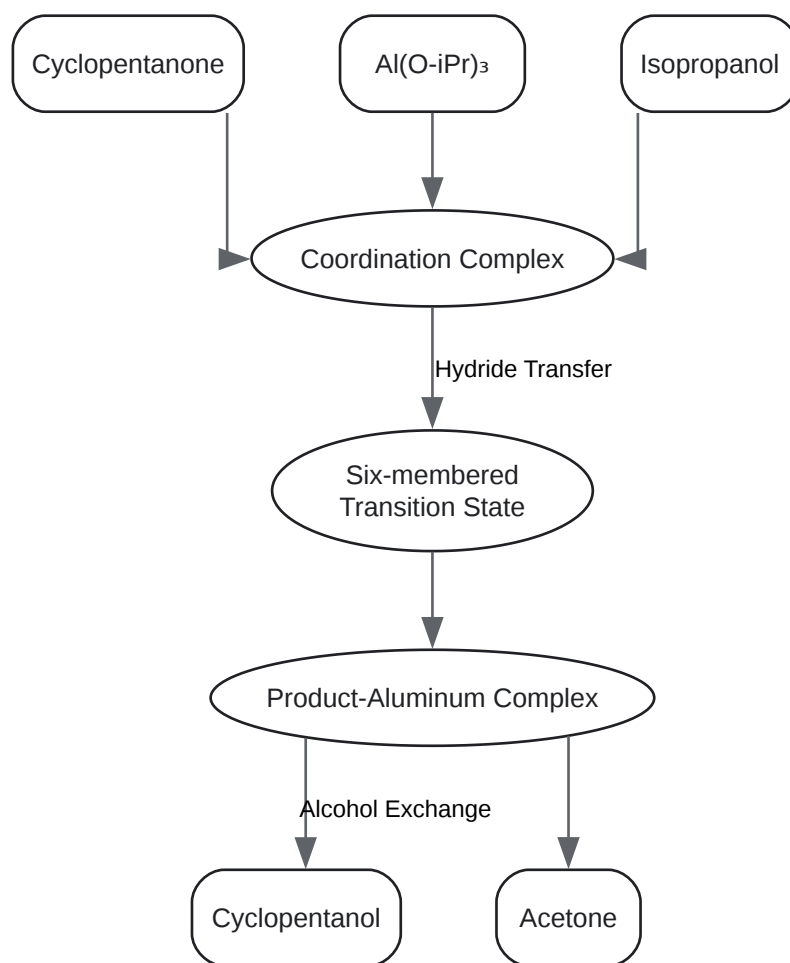 Cyclopentanone
Al(O-iPr)₃
Isopropanol
Coordination Complex
Hydride Transfer
Six-membered
Transition State
Product-Aluminum Complex
Alcohol Exchange
Cyclopentanol
Acetone